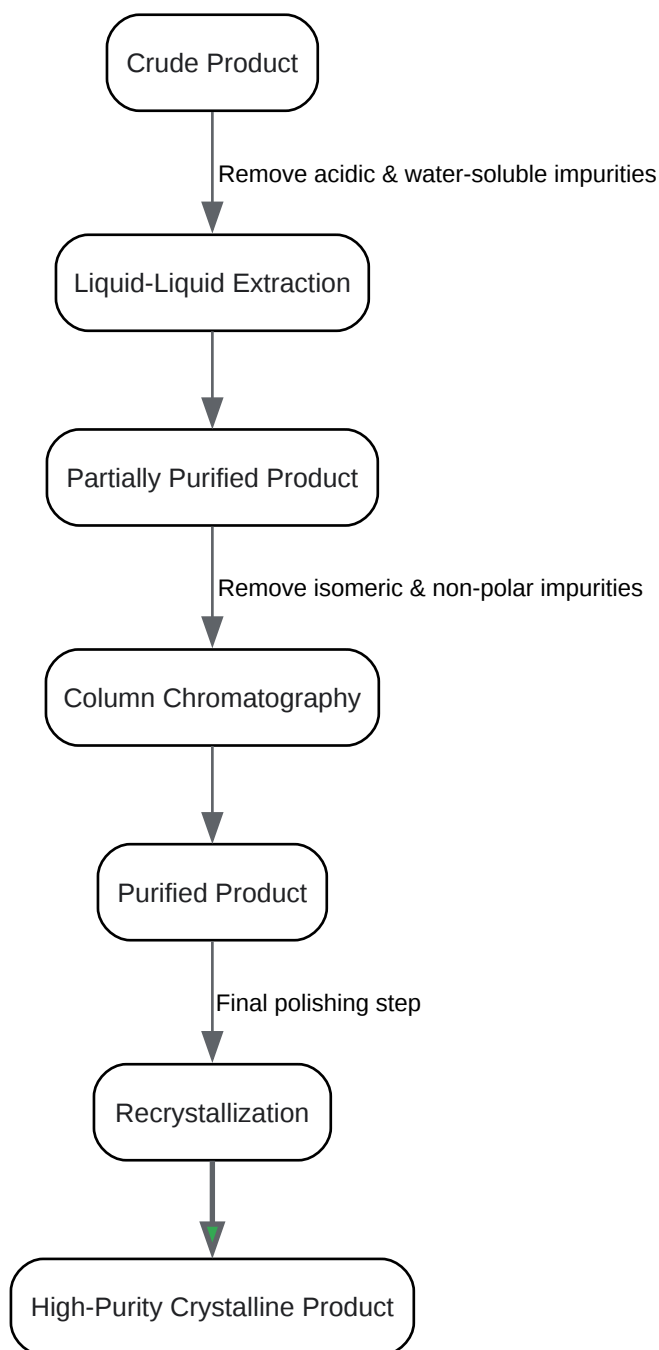 Crude Product
Remove acidic & water-soluble impurities
Liquid-Liquid Extraction
Partially Purified Product
Remove isomeric & non-polar impurities
Column Chromatography
Purified Product
Final polishing step
Recrystallization
High-Purity Crystalline Product